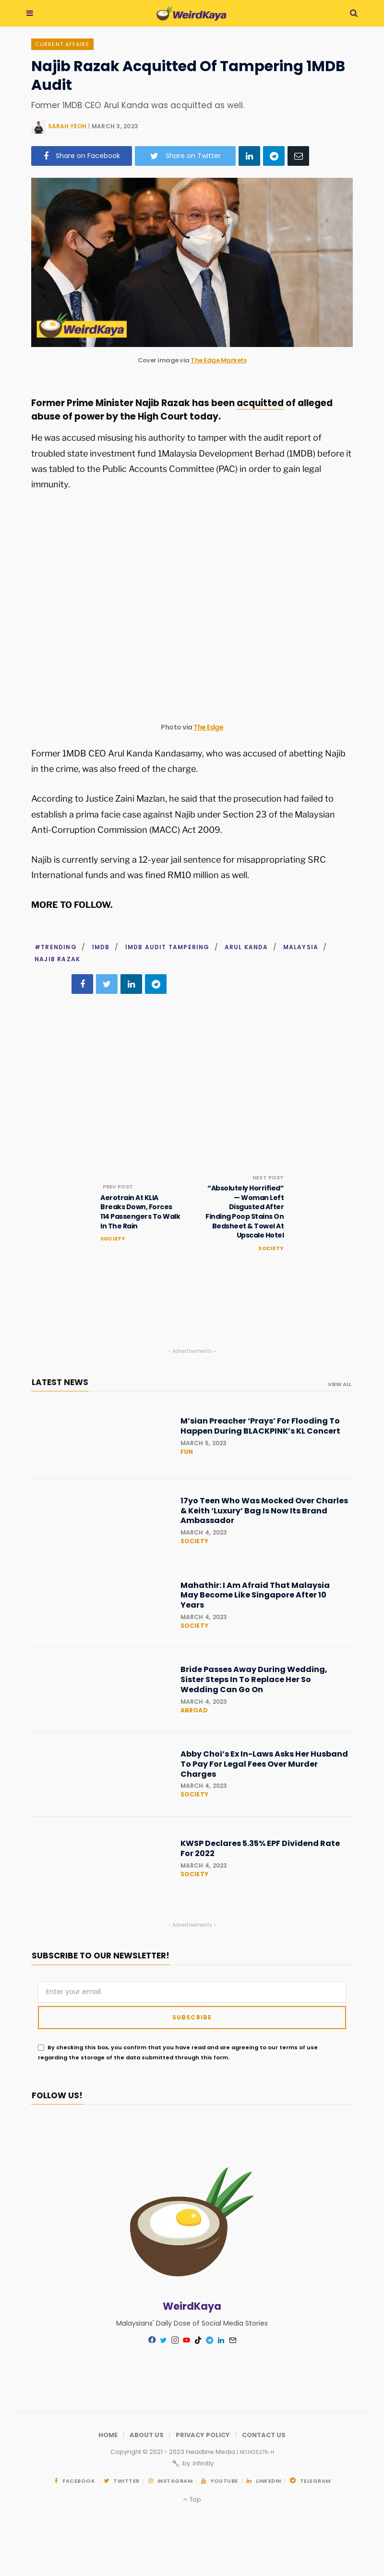 WeirdKaya
CURRENT AFFAIRS
Najib Razak Acquitted Of Tampering 1MDB
Audit
Former 1MDB CEO Arul Kanda was acquitted as well.
SARAH YEOH | MARCH 3, 2023
Share on Facebook
Share on Twitter
WeirdKaya
Cover image via The Edge Markets
Former Prime Minister Najib Razak has been acquitted of alleged
abuse of power by the High Court today.
He was accused misusing his authority to tamper with the audit report of
troubled state investment fund 1Malaysia Development Berhad (1MDB) before it
was tabled to the Public Accounts Committee (PAC) in order to gain legal
immunity.
Photo via The Edge
Former 1MDB CEO Arul Kanda Kandasamy, who was accused of abetting Najib
in the crime, was also freed of the charge.
According to Justice Zaini Mazlan, he said that the prosecution had failed to
establish a prima facie case against Najib under Section 23 of the Malaysian
Anti-Corruption Commission (MACC) Act 2009.
Najib is currently serving a 12-year jail sentence for misappropriating SRC
International funds and was fined RM10 million as well.
MORE TO FOLLOW.
#TRENDING / 1MDB / 1MDB AUDIT TAMPERING / ARUL KANDA / MALAYSIA /
NAJIB RAZAK
PREV POST
Aerotrain At KLIA
Breaks Down, Forces
114 Passengers To Walk
In The Rain
SOCIETY
NEXT POST
“Absolutely Horrified”
— Woman Left
Disgusted After
Finding Poop Stains On
Bedsheet & Towel At
Upscale Hotel
SOCIETY
- Advertisements -
LATEST NEWS
VIEW ALL
M’sian Preacher ‘Prays’ For Flooding To
Happen During BLACKPINK’s KL Concert
MARCH 5, 2023
FUN
17yo Teen Who Was Mocked Over Charles
& Keith ‘Luxury’ Bag Is Now Its Brand
Ambassador
MARCH 4, 2023
SOCIETY
Mahathir: I Am Afraid That Malaysia
May Become Like Singapore After 10
Years
MARCH 4, 2023
SOCIETY
Bride Passes Away During Wedding,
Sister Steps In To Replace Her So
Wedding Can Go On
MARCH 4, 2023
ABROAD
Abby Choi’s Ex In-Laws Asks Her Husband
To Pay For Legal Fees Over Murder
Charges
MARCH 4, 2023
SOCIETY
KWSP Declares 5.35% EPF Dividend Rate
For 2022
MARCH 4, 2023
SOCIETY
- Advertisements -
SUBSCRIBE TO OUR NEWSLETTER!
Enter your email
SUBSCRIBE
By checking this box, you confirm that you have read and are agreeing to our terms of use
regarding the storage of the data submitted through this form.
FOLLOW US!
WeirdKaya
Malaysians' Daily Dose of Social Media Stories
HOME / ABOUT US / PRIVACY POLICY / CONTACT US
Copyright © 2021 - 2023 Headline Media | NO1426379-H
🔧 by Infinitly
FACEBOOK / TWITTER / INSTAGRAM / YOUTUBE / LINKEDIN / TELEGRAM
Top